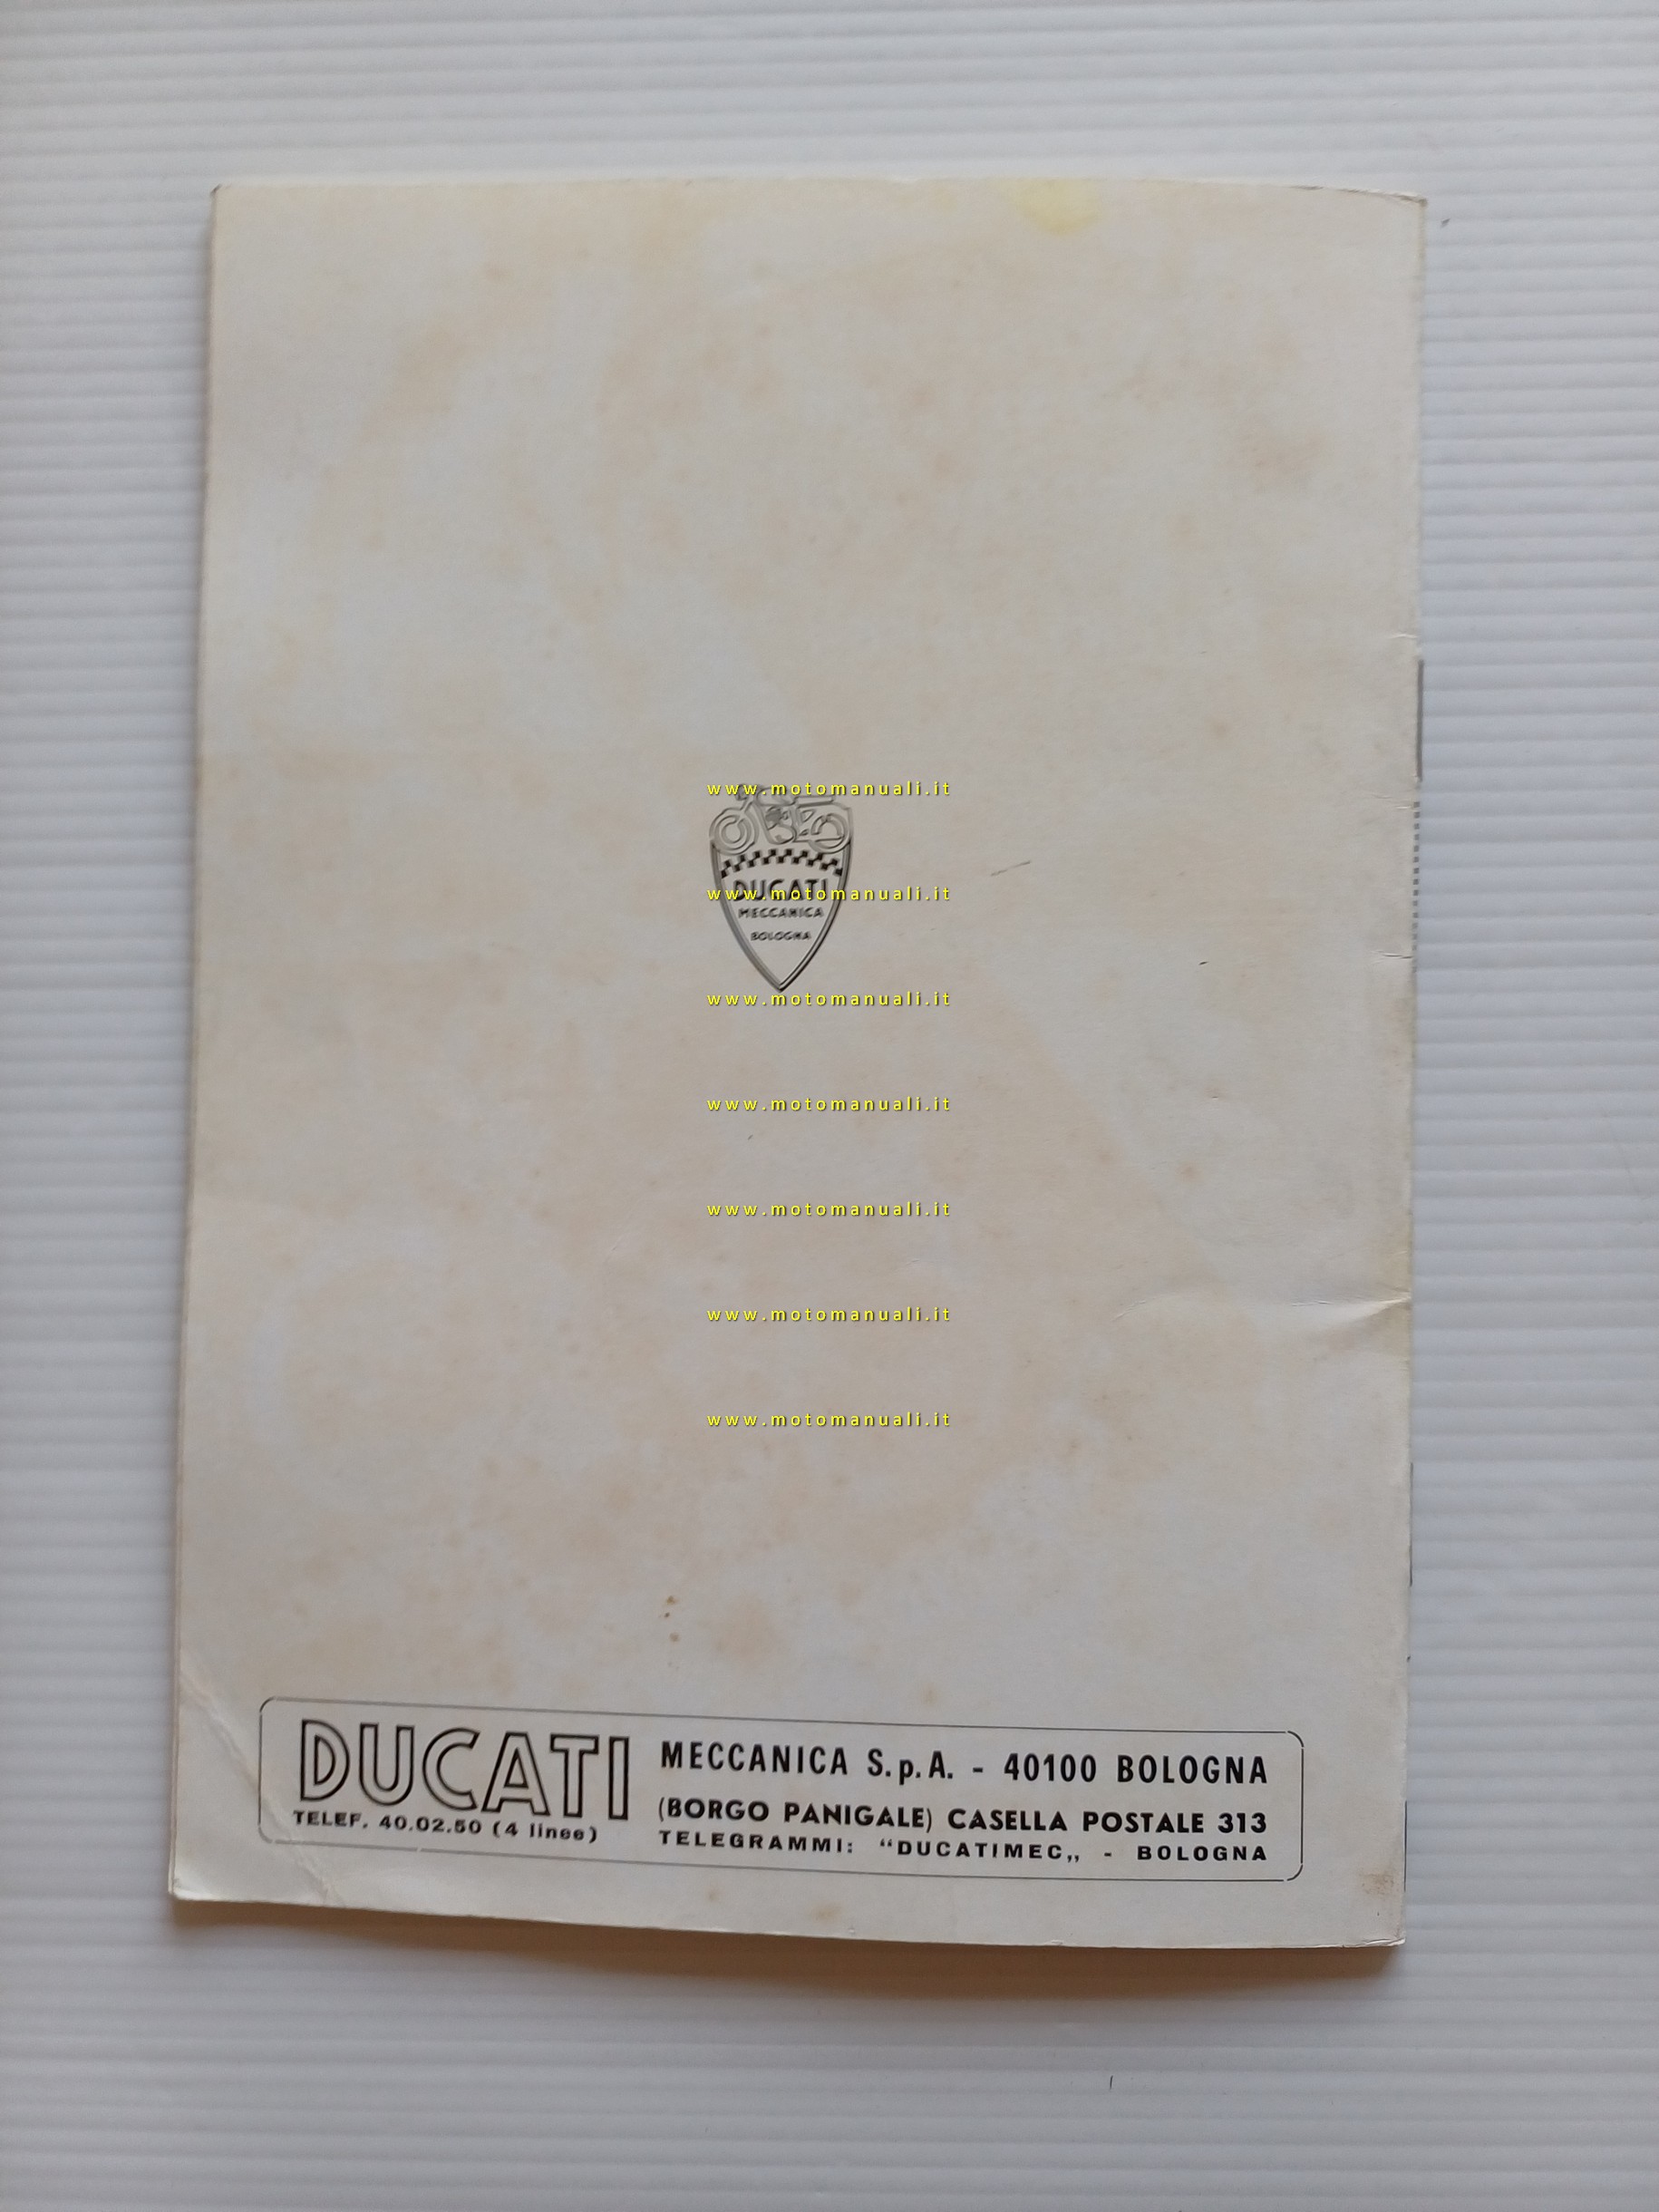 www.motomanuali.it
DUCATI
www.motomanuali.it
MECCANICA
BOLOGNA
www.motomanuali.it
www.motomanuali.it
www.motomanuali.it
www.motomanuali.it
www.motomanuali.it
DUCATI
TELEF. 40.02.50 (4 linee)
MECCANICA S.p.A. - 40100 BOLOGNA
(BORGO PANIGALE) CASELLA POSTALE 313
TELEGRAMMI: “DUCATIMEC„ - BOLOGNA